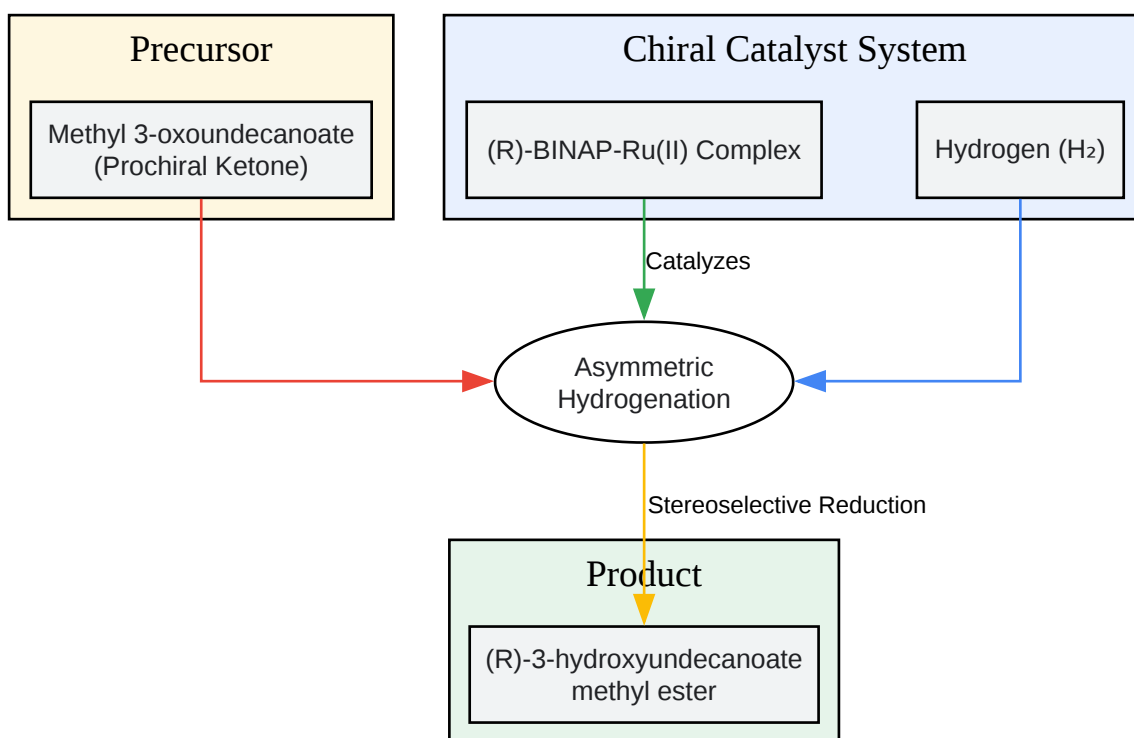 Precursor
Methyl 3-oxoundecanoate
(Prochiral Ketone)
Chiral Catalyst System
(R)-BINAP-Ru(II) Complex
Hydrogen (H₂)
Catalyzes
Asymmetric
Hydrogenation
Stereoselective Reduction
Product
(R)-3-hydroxyundecanoate
methyl ester